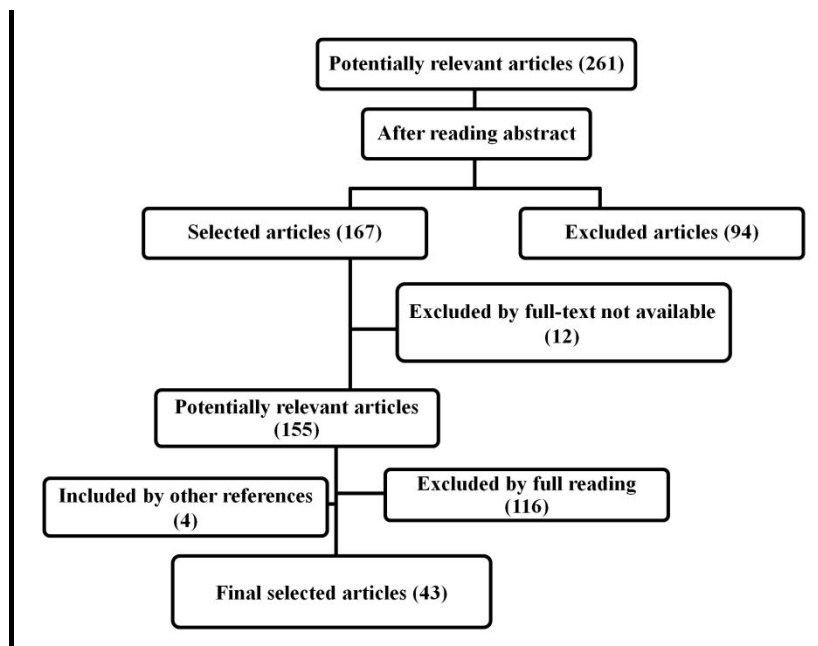 Potentially relevant articles (261)
After reading abstract
Selected articles (167)
Excluded articles (94)
Excluded by full-text not available
(12)
Potentially relevant articles
(155)
Included by other references
(4)
Excluded by full reading
(116)
Final selected articles (43)